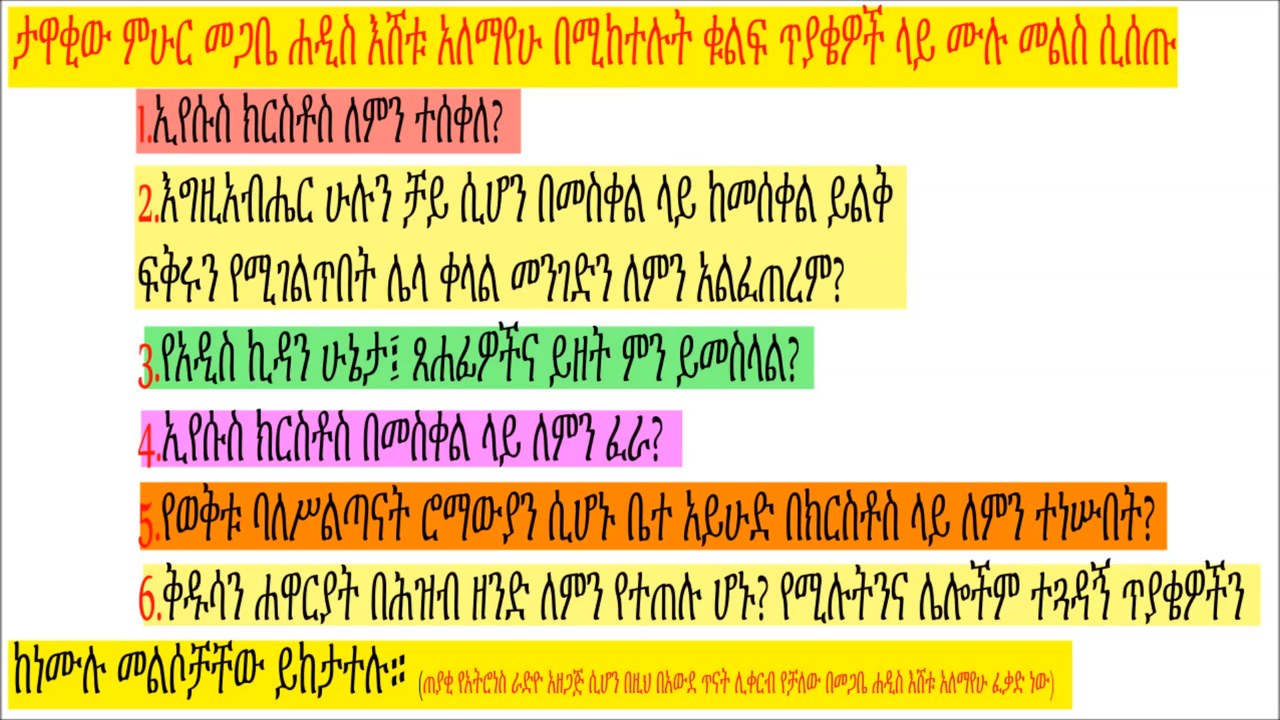 ታዋቂው ምሁር መጋቤ ሐዲስ እሸቱ አለማየሁ በሚከተሉት ቁልፍ ጥያቄዎች ላይ ሙሉ መልስ ሲሰጡ
1.ኢየሱስ ክርስቶስ ለምን ተሰቀለ?
2.እግዚአብሔር ሁሉን ቻይ ሲሆን በመስቀል ላይ ከመሰቀል ይልቅ
ፍቅሩን የሚገልጥበት ሌላ ቀላል መንገድን ለምን አልፈጠረም?
3.የአዲስ ኪዳን ሁኔታ፤ ጸሐፊዎችና ይዘት ምን ይመስላል?
4.ኢየሱስ ክርስቶስ በመስቀል ላይ ለምን ፈራ?
5.የወቅቱ ባለሥልጣናት ሮማውያን ሲሆኑ ቤተ አይሁድ በክርስቶስ ላይ ለምን ተነሡበት?
6.ቅዱሳን ሐዋርያት በሕዝብ ዘንድ ለምን የተጠሉ ሆኑ? የሚሉትንና ሌሎችም ተጓዳኝ ጥያቄዎችን
ከነሙሉ መልሶቻቸው ይከታተሉ። (ጠያቂ የአትሮንስ ራድዮ አዘጋጅ ሲሆን በዚህ በአውደ ጥናት ሊቀርብ የቻለው በመጋቤ ሐዲስ እሸቱ አለማየሁ ፈቃድ ነው)